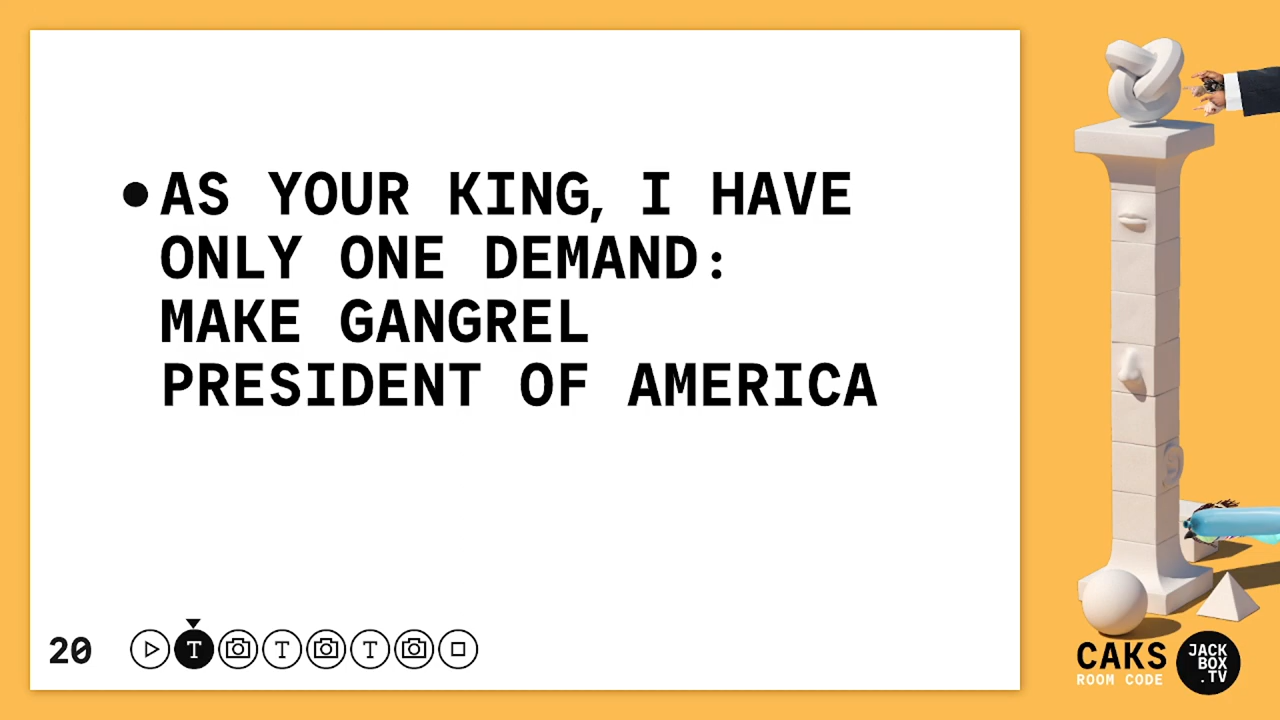 ● AS YOUR KING, I HAVE
ONLY ONE DEMAND:
MAKE GANGREL
PRESIDENT OF AMERICA
20
T
T
T
CAKS
ROOM CODE
JACK
BOX
.TV